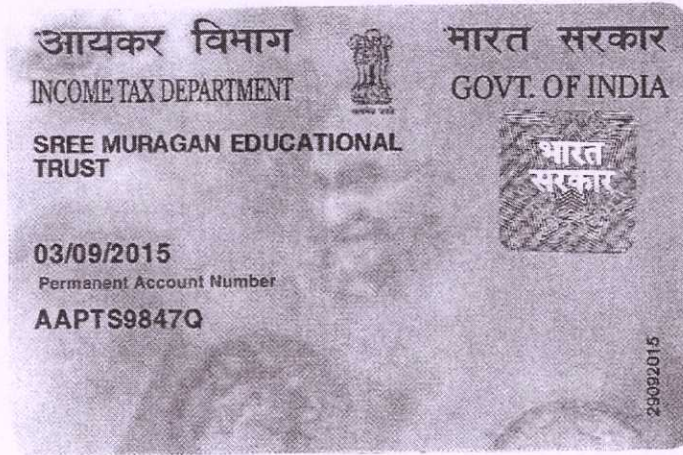 आयकर विभाग
INCOME TAX DEPARTMENT
भारत सरकार
GOVT. OF INDIA
SREE MURAGAN EDUCATIONAL
TRUST
भारत
सरकार
03/09/2015
Permanent Account Number
AAPTS9847Q
29092015